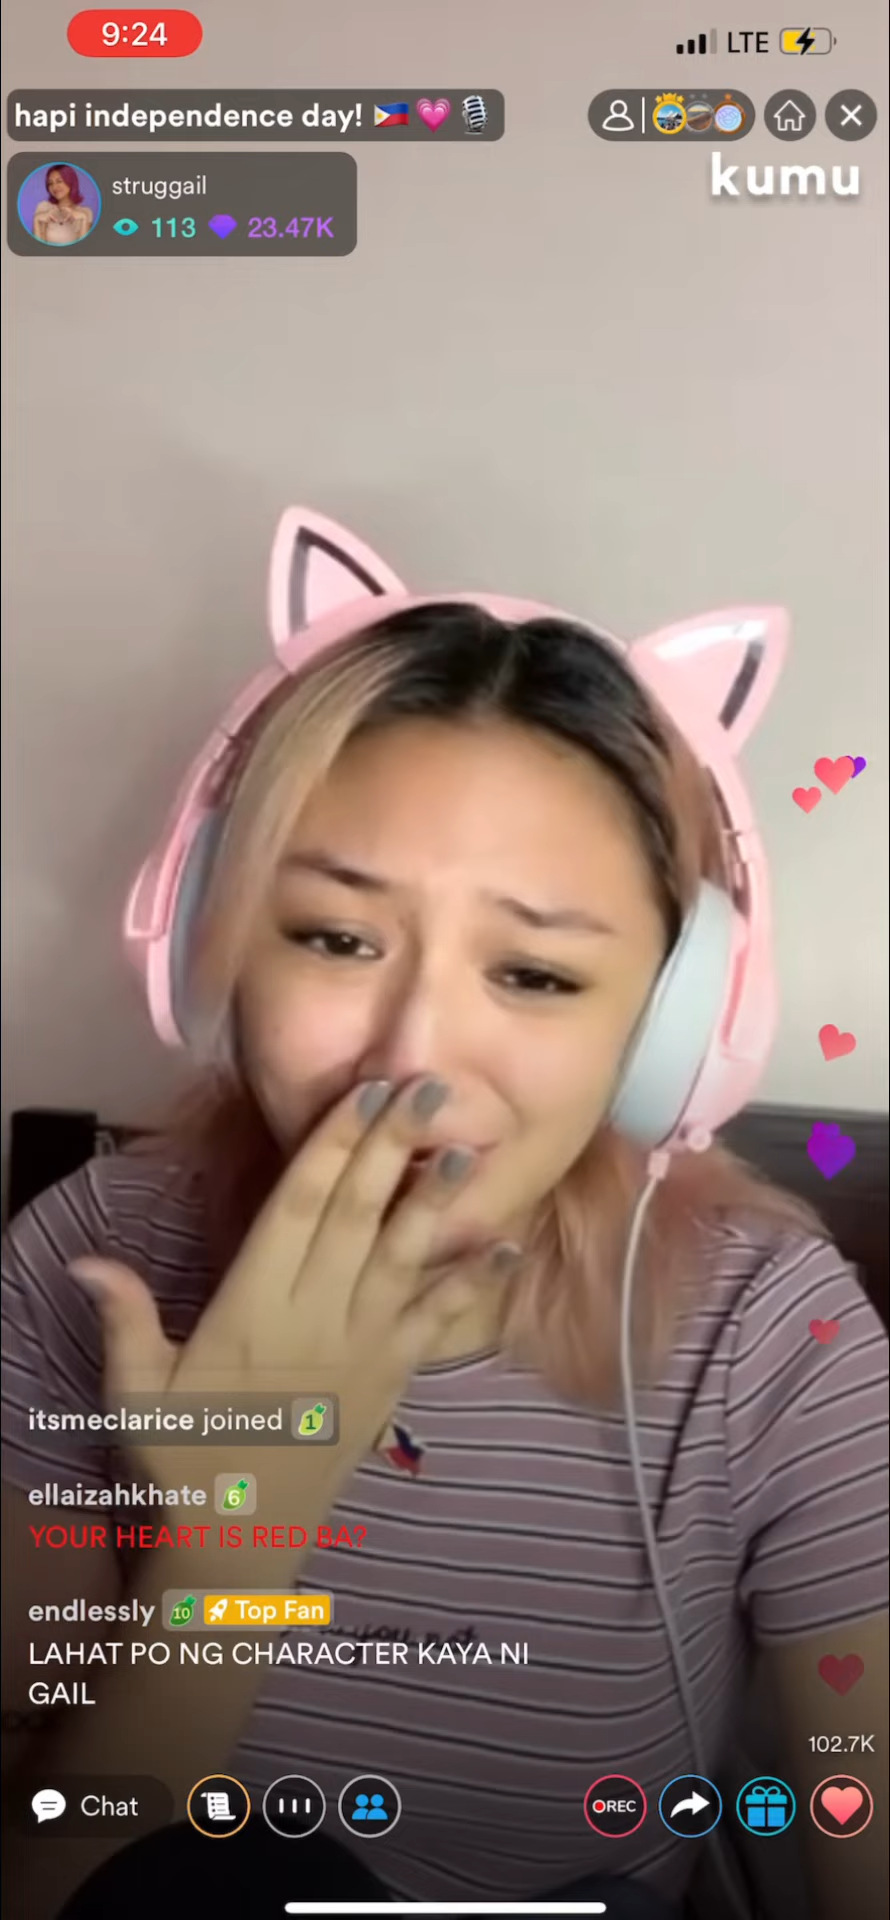 9:24
LTE
hapi independence day! 🇵🇭💗🎙️
kumu
struggail
113 23.47K
itsmeclarice joined 1
ellaizahkhate 6
YOUR HEART IS RED BA?
endlessly 10 Top Fan
LAHAT PO NG CHARACTER KAYA NI
GAIL
102.7K
Chat
REC